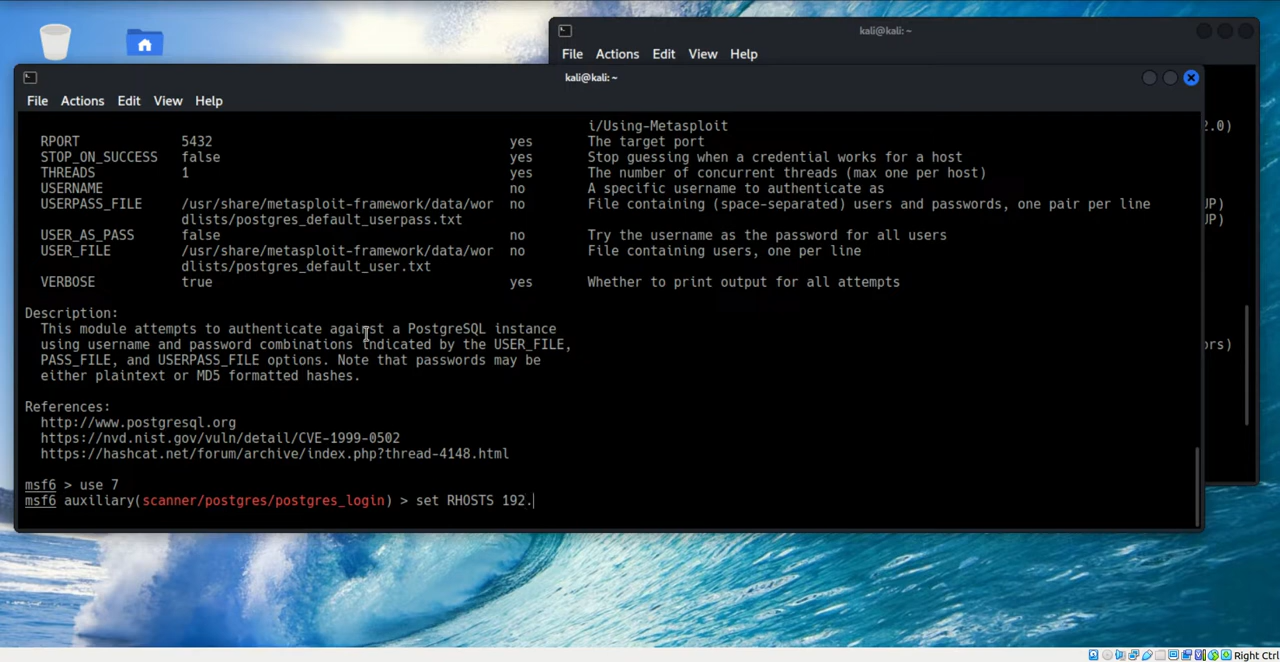 kali@kali: ~
File Actions Edit View Help
kali@kali: ~
File Actions Edit View Help
i/Using-Metasploit
2.0)
RPORT 5432 yes The target port
STOP_ON_SUCCESS false yes Stop guessing when a credential works for a host
THREADS 1 yes The number of concurrent threads (max one per host)
USERNAME no A specific username to authenticate as
USERPASS_FILE /usr/share/metasploit-framework/data/wor no File containing (space-separated) users and passwords, one pair per line
UP)
dlists/postgres_default_userpass.txt
UP)
USER_AS_PASS false no Try the username as the password for all users
USER_FILE /usr/share/metasploit-framework/data/wor no File containing users, one per line
dlists/postgres_default_user.txt
VERBOSE true yes Whether to print output for all attempts
Description:
This module attempts to authenticate against a PostgreSQL instance
using username and password combinations indicated by the USER_FILE,
ors)
PASS_FILE, and USERPASS_FILE options. Note that passwords may be
either plaintext or MD5 formatted hashes.
References:
http://www.postgresql.org
https://nvd.nist.gov/vuln/detail/CVE-1999-0502
https://hashcat.net/forum/archive/index.php?thread-4148.html
msf6 > use 7
msf6 auxiliary(scanner/postgres/postgres_login) > set RHOSTS 192.
Right Ctrl